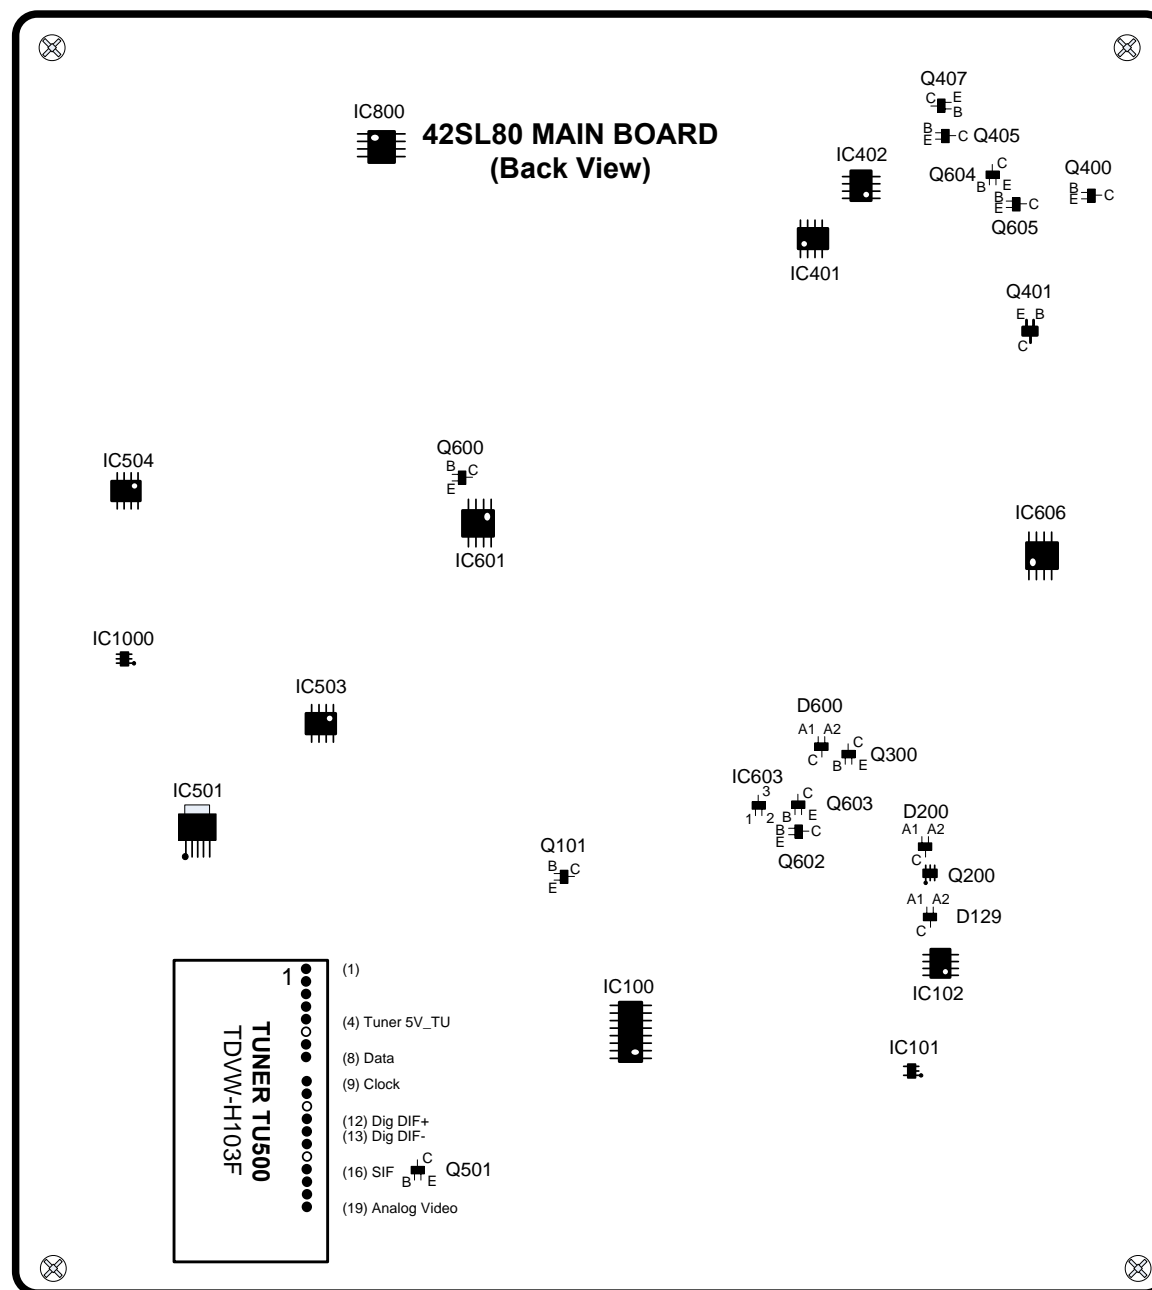 Q407
C E
B
IC800
42SL80 MAIN BOARD
(Back View)
B
E C Q405
IC402
Q604 C
B E
Q400
B
E C
B
E C
Q605
IC401
Q401
E B
C
Q600
B C
E
IC504
IC601
IC606
IC1000
IC503
D600
A1 A2
C
C
B E
Q300
IC501
IC603
3
1 2
C
B E
Q603
B
E C
Q602
D200
A1 A2
C
Q101
B C
E
Q200
A1 A2
C
D129
IC102
IC100
IC101
1
TUNER TU500
TDVW-H103F
(1)
(4) Tuner 5V_TU
(8) Data
(9) Clock
(12) Dig DIF+
(13) Dig DIF-
(16) SIF
C
B E
Q501
(19) Analog Video